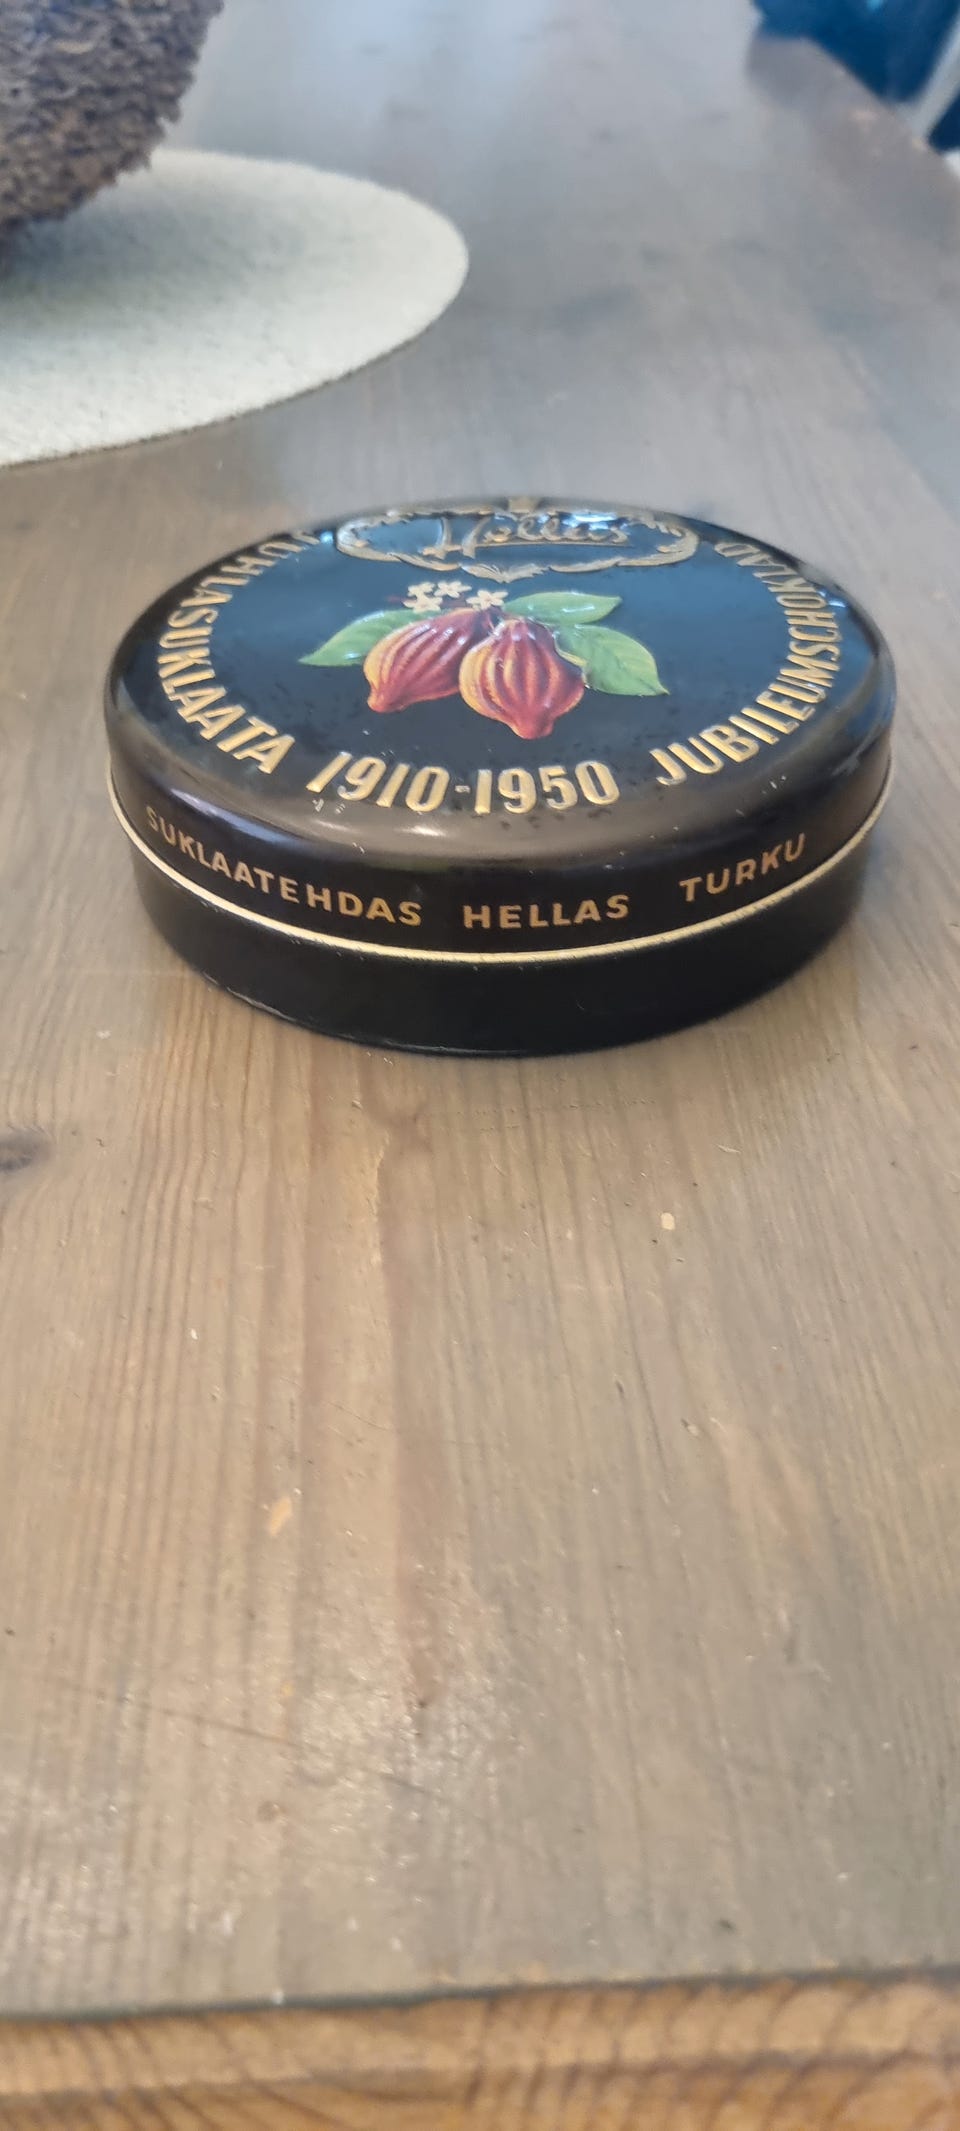 Hellas
JUHLASUKLAATA 1910-1950 JUBILEUMSCHOKLAD
SUKLAATEHDAS HELLAS TURKU